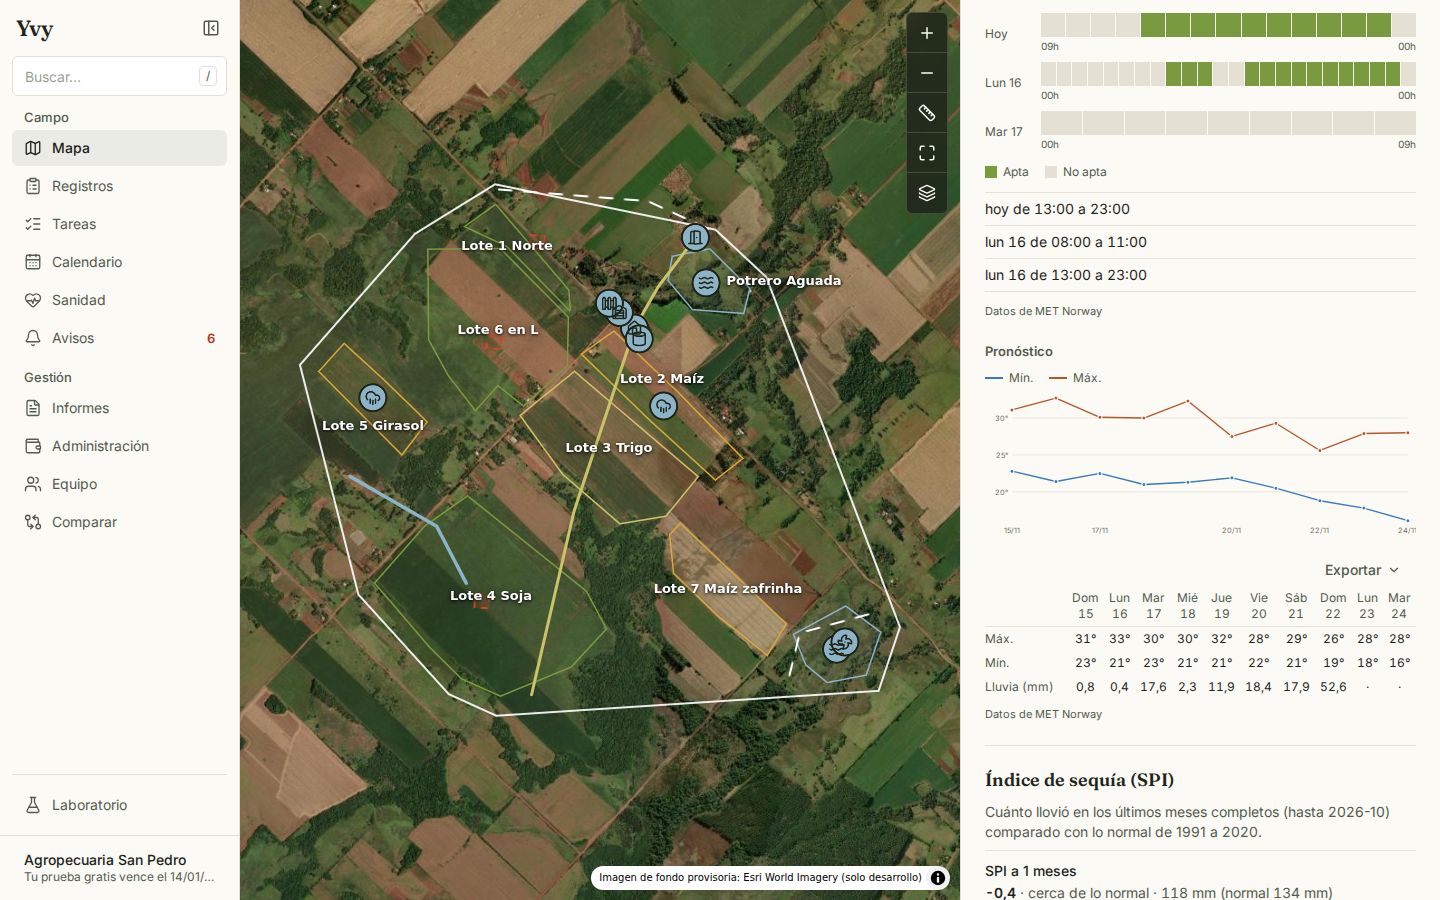 Yvy
Buscar...
/
Campo
Mapa
Registros
Tareas
Calendario
Sanidad
Avisos 6
Gestión
Informes
Administración
Equipo
Comparar
Laboratorio
Agropecuaria San Pedro
Tu prueba gratis vence el 14/01/...
Lote 1 Norte
Potrero Aguada
Lote 6 en L
Lote 2 Maíz
Lote 5 Girasol
Lote 3 Trigo
Lote 7 Maíz zafrinha
Lote 4 Soja
Imagen de fondo provisoria: Esri World Imagery (solo desarrollo)
Hoy
09h 00h
Lun 16
00h 00h
Mar 17
00h 09h
Apta No apta
hoy de 13:00 a 23:00
lun 16 de 08:00 a 11:00
lun 16 de 13:00 a 23:00
Datos de MET Norway
Pronóstico
Mín. Máx.
30°
25°
20°
15/11 17/11 20/11 22/11 24/11
Exportar
Dom Lun Mar Mié Jue Vie Sáb Dom Lun Mar
15 16 17 18 19 20 21 22 23 24
Máx. 31° 33° 30° 30° 32° 28° 29° 26° 28° 28°
Mín. 23° 21° 23° 21° 21° 22° 21° 19° 18° 16°
Lluvia (mm) 0,8 0,4 17,6 2,3 11,9 18,4 17,9 52,6 · ·
Datos de MET Norway
Índice de sequía (SPI)
Cuánto llovió en los últimos meses completos (hasta 2026-10)
comparado con lo normal de 1991 a 2020.
SPI a 1 meses
-0,4 · cerca de lo normal · 118 mm (normal 134 mm)